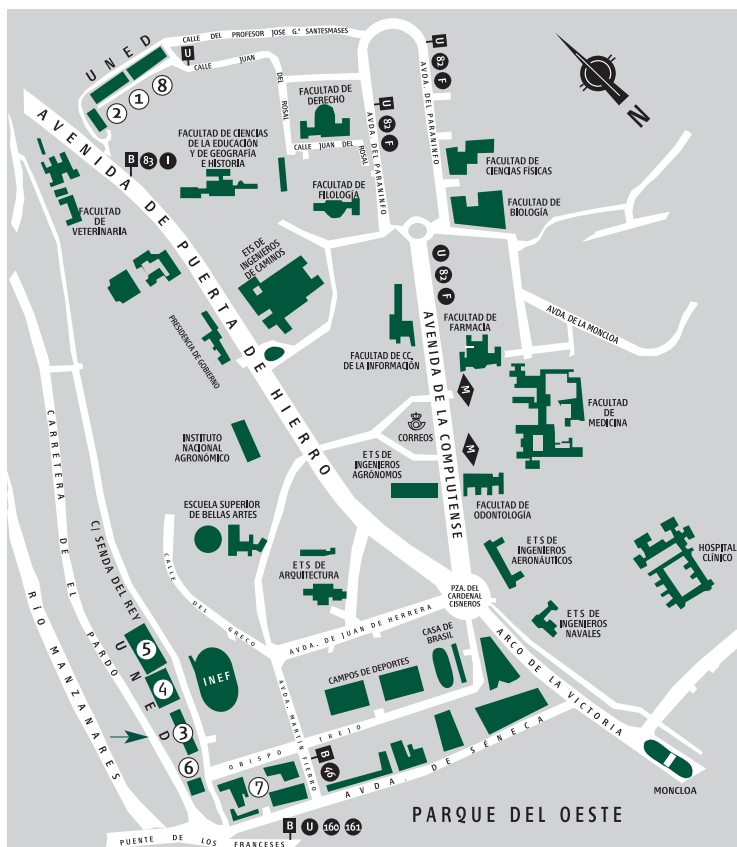 CALLE DEL PROFESOR JOSE G.ª SANTESMASES
UNED
U
CALLE JUAN DEL ROSAL
2
1
8
U
82
F
AVDA. DEL PARANINFO
N
AVENIDA DE PUERTA DE HIERRO
FACULTAD DE
DERECHO
U
82
F
AVDA. DEL PARANINFO
B
83
I
FACULTAD DE CIENCIAS
DE LA EDUCACIÓN
Y DE GEOGRAFÍA
E HISTORÍA
CALLE JUAN DEL ROSAL
FACULTAD DE
CIENCIAS FÍSICAS
FACULTAD DE
FILOLOGÍA
FACULTAD DE
BIOLOGÍA
FACULTAD
DE
VETERINARÍA
ETS DE
INGENIEROS
DE CAMINOS
U
82
F
AVENIDA DE LA COMPLUTENSE
AVDA. DE LA MONCLOA
PRESIDENCIA DE GOBIERNO
FACULTAD DE CC.
DE LA INFORMACIÓN
FACULTAD DE
FARMACÍA
M
FACULTAD
DE
MEDICINA
CORREOS
M
INSTITUTO
NACIONAL
AGRONÓMICO
ETS DE
INGENIEROS
AGRÓNOMOS
FACULTAD DE
ODONTOLOGÍA
CARRETERA DE EL PARDO
C/ SENDA DEL REY
ESCUELA SUPERIOR
DE BELLAS ARTES
ETS DE
ARQUITECTURA
ETS DE
INGENIEROS
AERONÁUTICOS
HOSPITAL
CLÍNICO
RÍO MANZANARES
CALLE DEL GRECO
PZA. DEL
CARDENAL
CISNEROS
ETS DE
INGENIEROS
NAVALES
AVDA. DE JUAN DE HERRERA
UNED
5
4
3
6
INEF
CASA DE
BRASIL
CAMPOS DE DEPORTES
ARCO DE LA VICTORIA
AVDA. MARTÍN FIERRO
OBISPO TREJO
B
46
7
AVDA. DE SENECA
MONCLOA
PARQUE DEL OESTE
PUENTE DE LOS FRANCESES
B
U
160
161